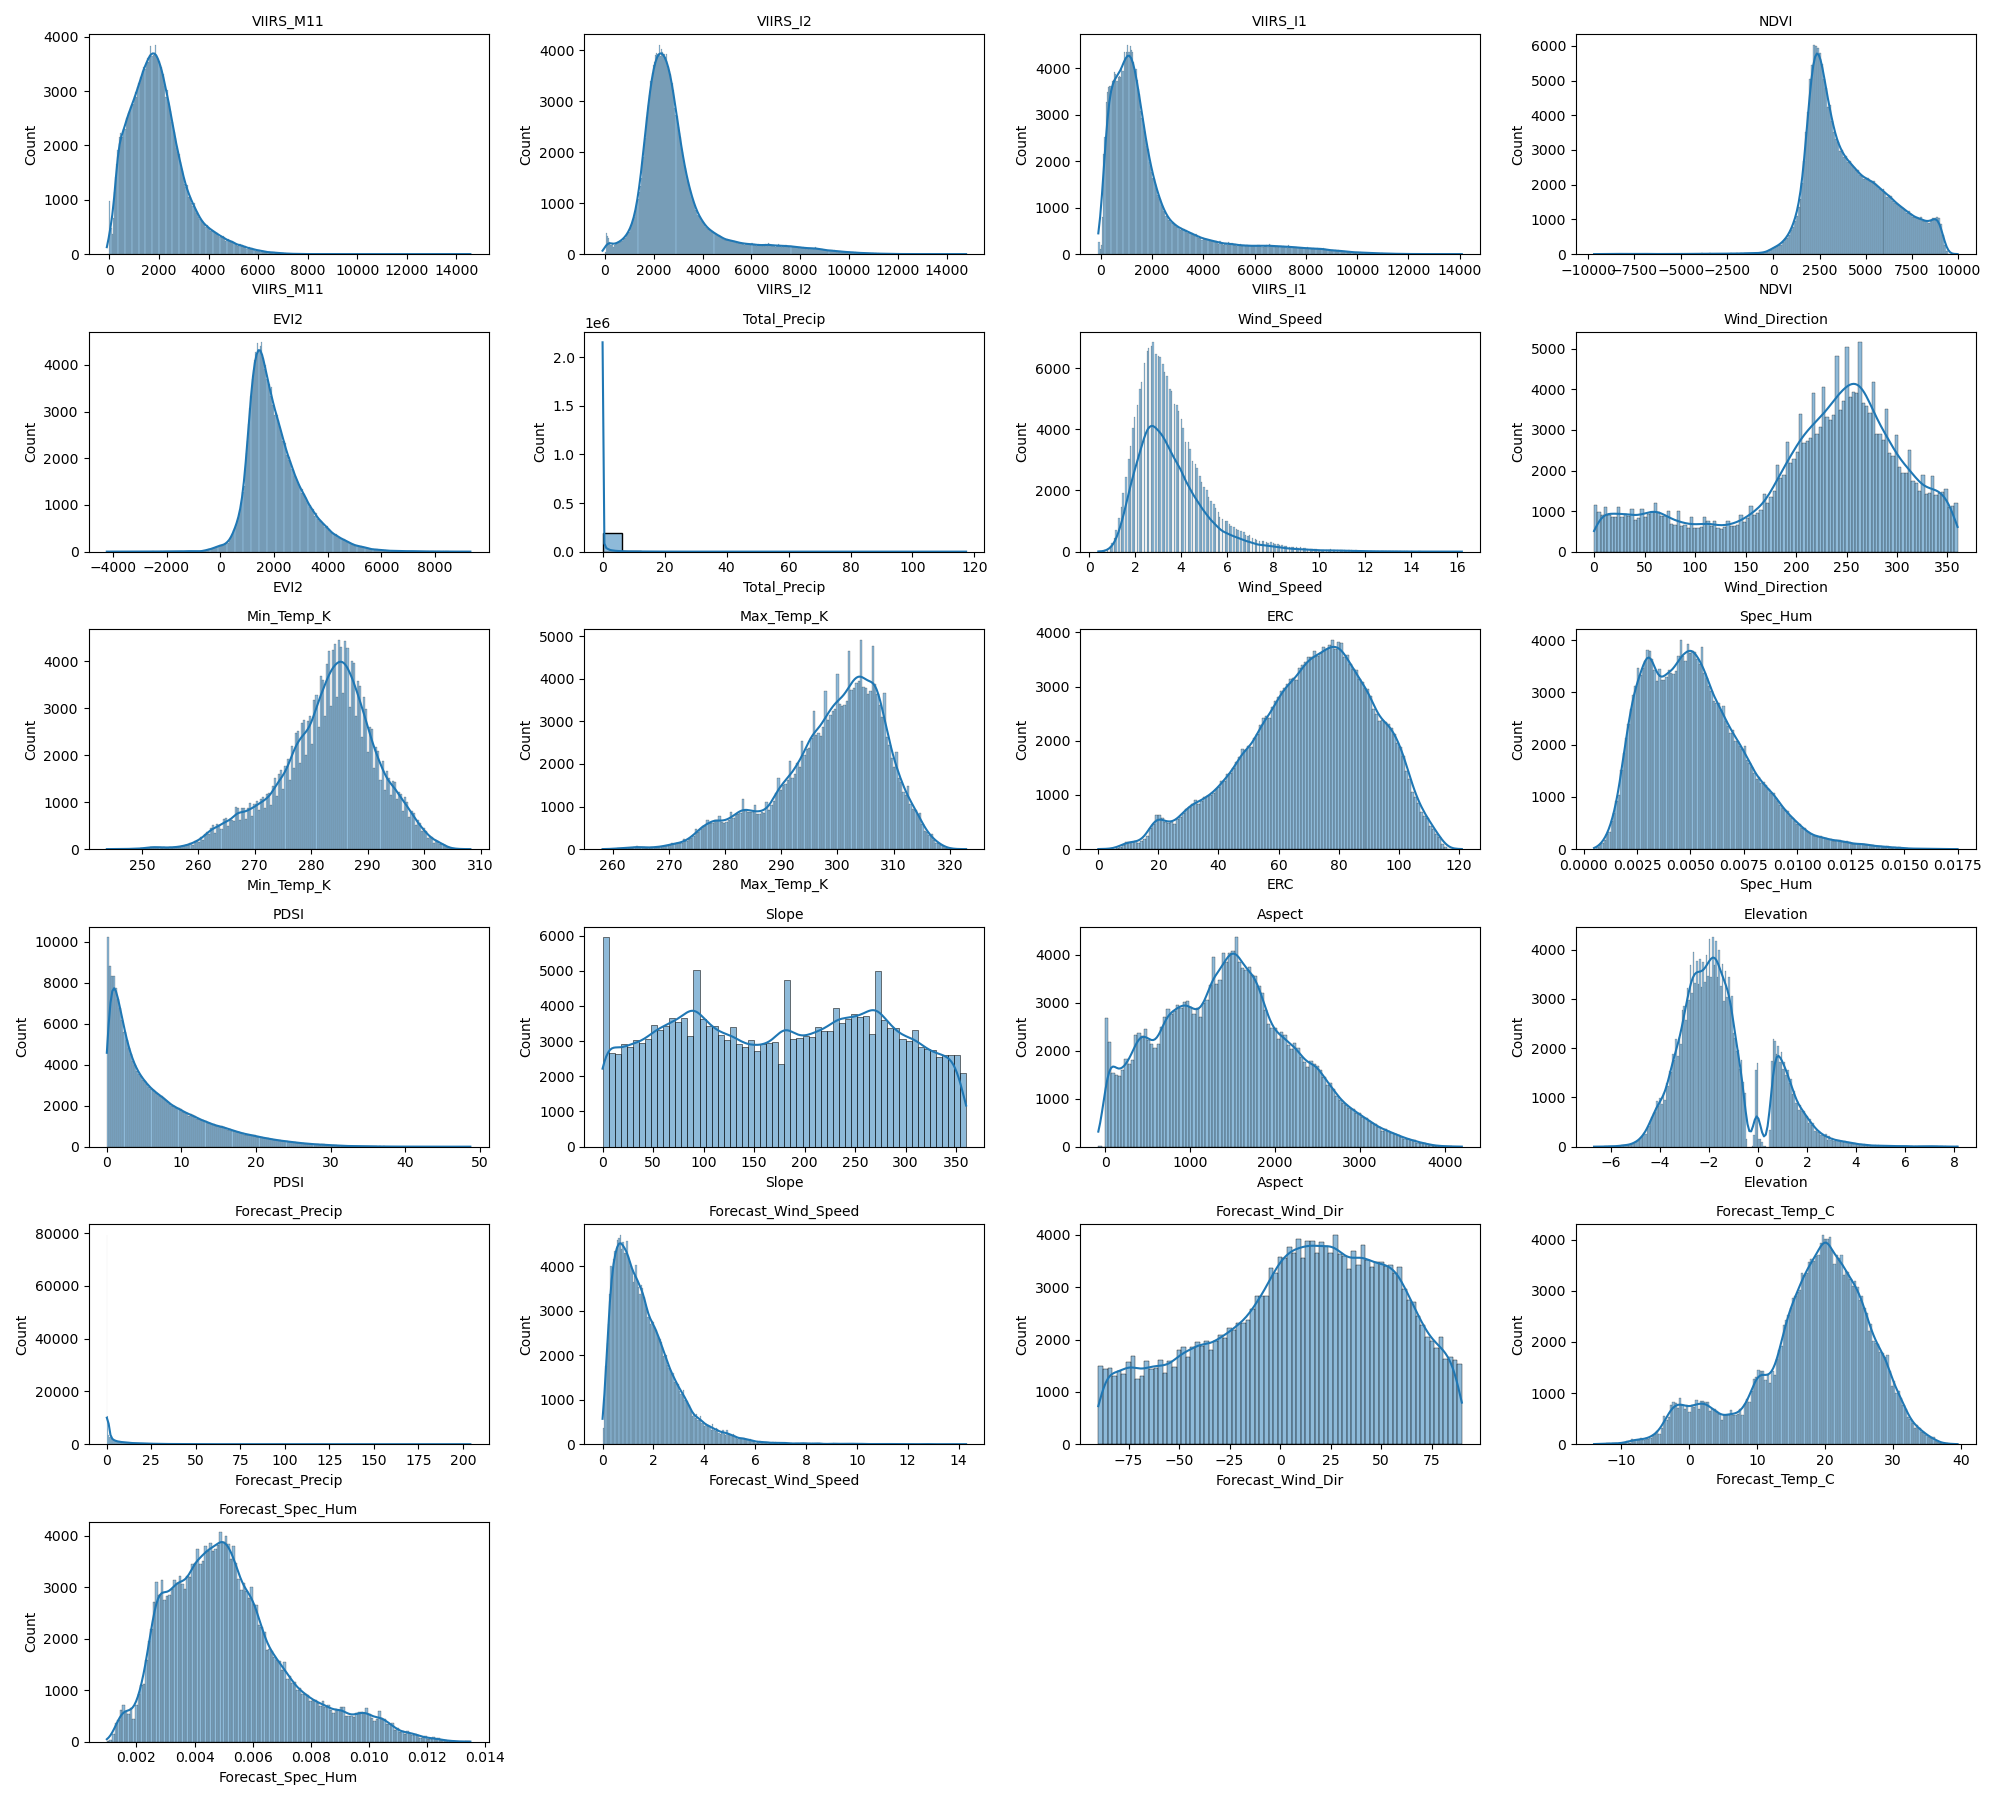 VIIRS_M11 VIIRS_I2 VIIRS_I1 NDVI
4000 3000 2000 1000 0
Count
0 2000 4000 6000 8000 10000 12000 14000
VIIRS_M11
4000 3000 2000 1000 0
Count
0 2000 4000 6000 8000 10000 12000 14000
VIIRS_I2
4000 3000 2000 1000 0
Count
0 2000 4000 6000 8000 10000 12000 14000
VIIRS_I1
6000 5000 4000 3000 2000 1000 0
Count
−10000 −7500 −5000 −2500 0 2500 5000 7500 10000
NDVI
EVI2 Total_Precip Wind_Speed Wind_Direction
4000 3000 2000 1000 0
Count
−4000 −2000 0 2000 4000 6000 8000
EVI2
1e6
2.0 1.5 1.0 0.5 0.0
Count
0 20 40 60 80 100 120
Total_Precip
6000 4000 2000 0
Count
0 2 4 6 8 10 12 14 16
Wind_Speed
5000 4000 3000 2000 1000 0
Count
0 50 100 150 200 250 300 350
Wind_Direction
Min_Temp_K Max_Temp_K ERC Spec_Hum
4000 3000 2000 1000 0
Count
250 260 270 280 290 300 310
Min_Temp_K
5000 4000 3000 2000 1000 0
Count
260 270 280 290 300 310 320
Max_Temp_K
4000 3000 2000 1000 0
Count
0 20 40 60 80 100 120
ERC
4000 3000 2000 1000 0
Count
0.0000 0.0025 0.0050 0.0075 0.0100 0.0125 0.0150 0.0175
Spec_Hum
PDSI Slope Aspect Elevation
10000 8000 6000 4000 2000 0
Count
0 10 20 30 40 50
PDSI
6000 5000 4000 3000 2000 1000 0
Count
0 50 100 150 200 250 300 350
Slope
4000 3000 2000 1000 0
Count
0 1000 2000 3000 4000
Aspect
4000 3000 2000 1000 0
Count
−6 −4 −2 0 2 4 6 8
Elevation
Forecast_Precip Forecast_Wind_Speed Forecast_Wind_Dir Forecast_Temp_C
80000 60000 40000 20000 0
Count
0 25 50 75 100 125 150 175 200
Forecast_Precip
4000 3000 2000 1000 0
Count
0 2 4 6 8 10 12 14
Forecast_Wind_Speed
4000 3000 2000 1000 0
Count
−75 −50 −25 0 25 50 75
Forecast_Wind_Dir
4000 3000 2000 1000 0
Count
−10 0 10 20 30 40
Forecast_Temp_C
Forecast_Spec_Hum
4000 3000 2000 1000 0
Count
0.002 0.004 0.006 0.008 0.010 0.012 0.014
Forecast_Spec_Hum